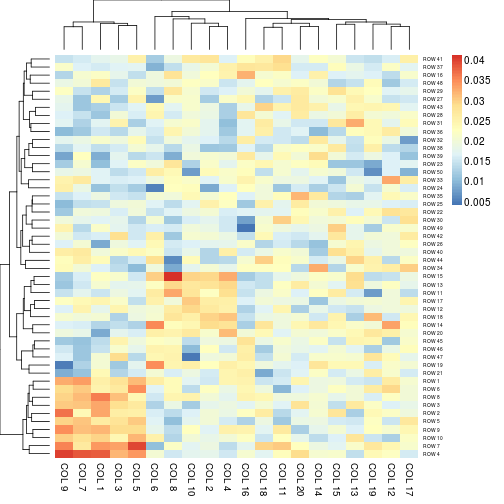 ROW 41
ROW 37
ROW 16
ROW 48
ROW 29
ROW 27
ROW 43
ROW 28
ROW 31
ROW 36
ROW 32
ROW 38
ROW 39
ROW 23
ROW 50
ROW 33
ROW 24
ROW 35
ROW 25
ROW 22
ROW 30
ROW 49
ROW 42
ROW 26
ROW 40
ROW 44
ROW 34
ROW 15
ROW 13
ROW 11
ROW 17
ROW 12
ROW 18
ROW 14
ROW 20
ROW 45
ROW 46
ROW 47
ROW 19
ROW 21
ROW 1
ROW 6
ROW 8
ROW 3
ROW 2
ROW 5
ROW 9
ROW 10
ROW 7
ROW 4
0.04
0.035
0.03
0.025
0.02
0.015
0.01
0.005
COL 9
COL 7
COL 1
COL 3
COL 5
COL 6
COL 8
COL 10
COL 2
COL 4
COL 16
COL 18
COL 11
COL 20
COL 14
COL 15
COL 13
COL 19
COL 12
COL 17